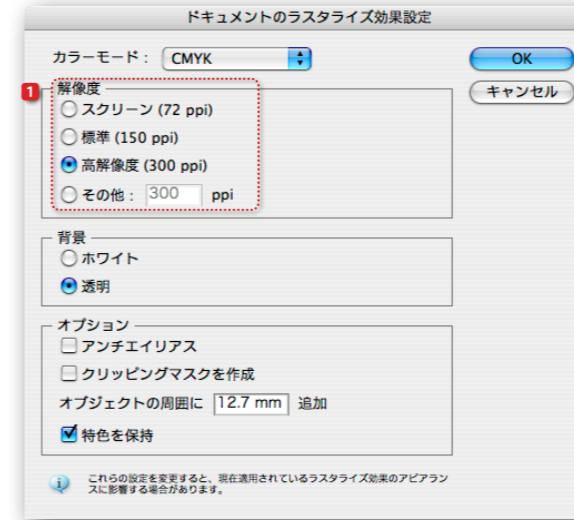 ドキュメントのラスタライズ効果設定
カラーモード： CMYK
OK
キャンセル
1
解像度
スクリーン (72 ppi)
標準 (150 ppi)
高解像度 (300 ppi)
その他： 300 ppi
背景
ホワイト
透明
オプション
アンチエイリアス
クリッピングマスクを作成
オブジェクトの周囲に 12.7 mm 追加
特色を保持
これらの設定を変更すると、現在適用されているラスタライズ効果のアピアラン
スに影響する場合があります。